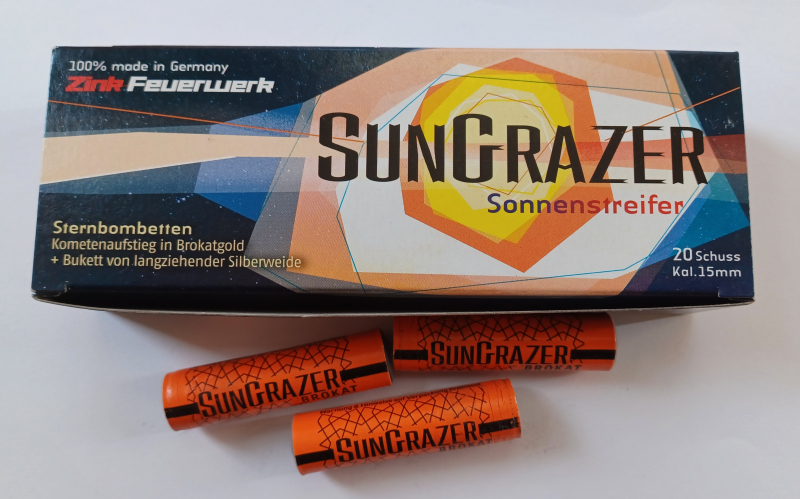 100% made in Germany
Zink Feuerwerk
SUNGRAZER
Sonnenstreifer
Sternbombetten
Kometenaufstieg in Brokatgold
+ Bukett von langziehender Silberweide
20 Schuss
Kal.15mm
SUNGRAZER
BROKAT
SUNGRAZER
BROKAT
SUNGRAZER
BROKAT